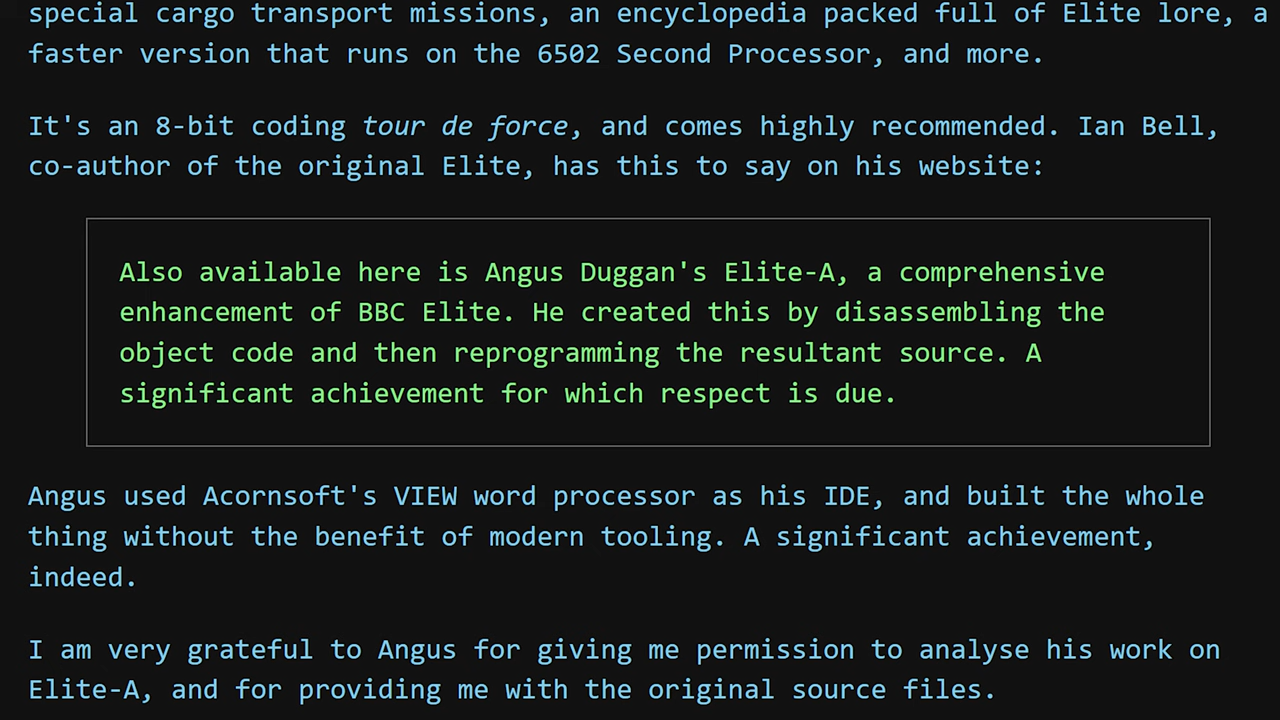 special cargo transport missions, an encyclopedia packed full of Elite lore, a
faster version that runs on the 6502 Second Processor, and more.
It's an 8-bit coding tour de force, and comes highly recommended. Ian Bell,
co-author of the original Elite, has this to say on his website:
Also available here is Angus Duggan's Elite-A, a comprehensive
enhancement of BBC Elite. He created this by disassembling the
object code and then reprogramming the resultant source. A
significant achievement for which respect is due.
Angus used Acornsoft's VIEW word processor as his IDE, and built the whole
thing without the benefit of modern tooling. A significant achievement,
indeed.
I am very grateful to Angus for giving me permission to analyse his work on
Elite-A, and for providing me with the original source files.